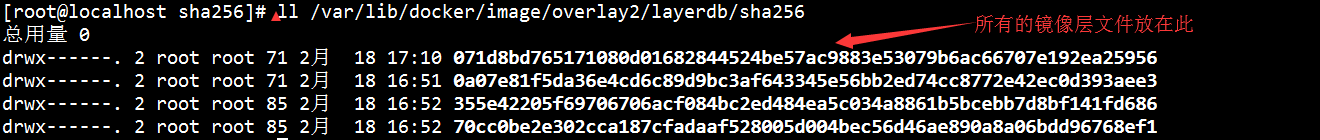 [root@localhost sha256]# ll /var/lib/docker/image/overlay2/layerdb/sha256
总用量 0
所有的镜像层文件放在此
drwx------. 2 root root 71 2月  18 17:10 071d8bd765171080d01682844524be57ac9883e53079b6ac66707e192ea25956
drwx------. 2 root root 71 2月  18 16:51 0a07e81f5da36e4cd6c89d9bc3af643345e56bb2ed74cc8772e42ec0d393aee3
drwx------. 2 root root 85 2月  18 16:52 355e42205f69706706acf084bc2ed484ea5c034a8861b5bcebb7d8bf141fd686
drwx------. 2 root root 85 2月  18 16:52 70cc0be2e302cca187cfadaaf528005d004bec56d46ae890a8a06bdd96768ef1